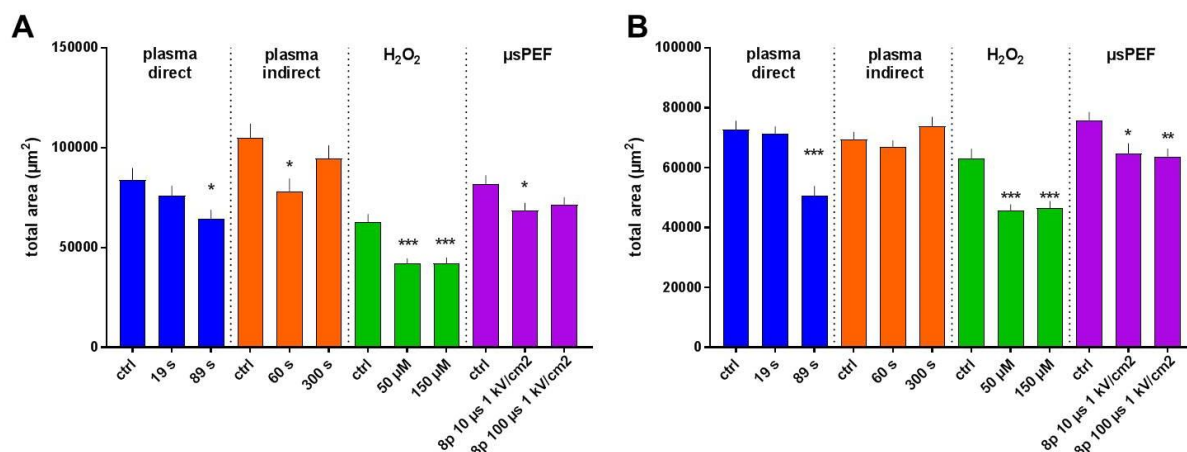 A
150000
100000
50000
0
total area (µm²)
plasma direct
plasma indirect
H₂O₂
µsPEF
*
*
***
***
*
ctrl
19 s
89 s
ctrl
60 s
300 s
ctrl
50 µM
150 µM
ctrl
8p 10 µs 1 kV/cm2
8p 100 µs 1 kV/cm2
B
100000
80000
60000
40000
20000
0
total area (µm²)
plasma direct
plasma indirect
H₂O₂
µsPEF
***
***
***
*
**
ctrl
19 s
89 s
ctrl
60 s
300 s
ctrl
50 µM
150 µM
ctrl
8p 10 µs 1 kV/cm2
8p 100 µs 1 kV/cm2